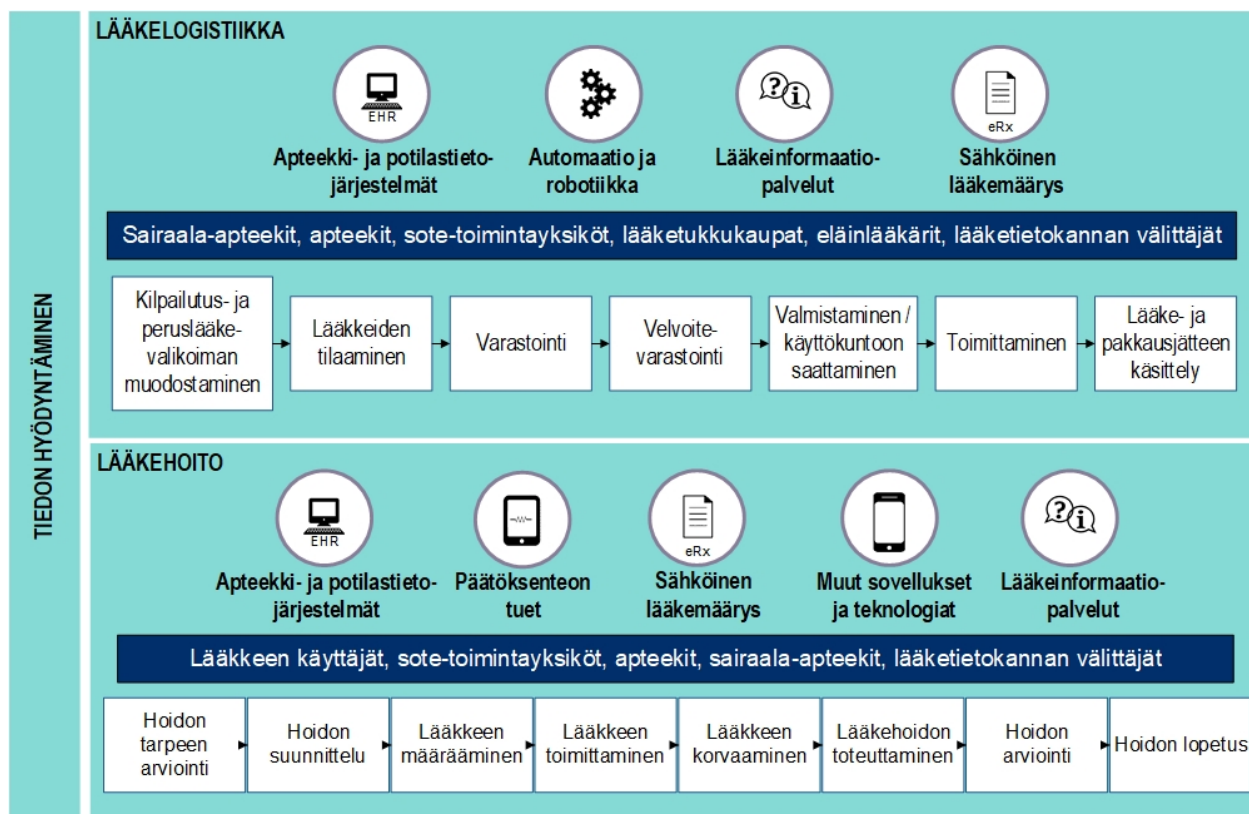 TIEDON HYÖDYNTÄMINEN
LÄÄKELOGISTIIKKA
EHR
Apteekki- ja potilastieto-
järjestelmät
Automaatio ja
robotiikka
?
i
Lääkeinformaatio-
palvelut
eRx
Sähköinen
lääkemäärys
Sairaala-apteekit, apteekit, sote-toimintayksiköt, lääketukkukaupat, eläinlääkärit, lääketietokannan välittäjät
Kilpailutus- ja
peruslääke-
valikoiman
muodostaminen
Lääkkeiden
tilaaminen
Varastointi
Velvoite-
varastointi
Valmistaminen /
käyttökuntoon
saattaminen
Toimittaminen
Lääke- ja
pakkausjätteen
käsittely
LÄÄKEHOITO
EHR
Apteekki- ja potilastieto-
järjestelmät
Päätöksenteon
tuet
eRx
Sähköinen
lääkemäärys
Muut sovellukset
ja teknologiat
?
i
Lääkeinformaatio-
palvelut
Lääkkeen käyttäjät, sote-toimintayksiköt, apteekit, sairaala-apteekit, lääketietokannan välittäjät
Hoidon
tarpeen
arviointi
Hoidon
suunnittelu
Lääkkeen
määrääminen
Lääkkeen
toimittaminen
Lääkkeen
korvaaminen
Lääkehoidon
toteuttaminen
Hoidon
arviointi
Hoidon lopetus